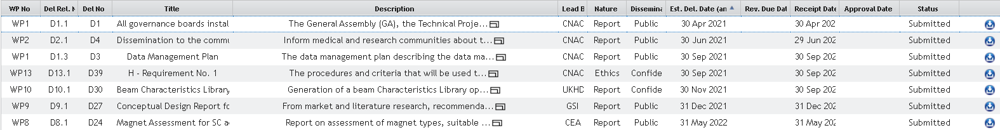 WP No Del Rel. N Del No Title Description Lead B Nature Dissemina Est. Del. Date (an Rev. Due Dat Receipt Date Approval Date Status
WP1 D1.1 D1 All governance boards instal The General Assembly (GA), the Technical Proje... CNAC Report Public 30 Apr 2021 30 Apr 202 Submitted
WP2 D2.1 D4 Dissemination to the commu Inform medical and research communities about t... CNAC Report Public 30 Jun 2021 29 Jun 202 Submitted
WP1 D1.3 D3 Data Management Plan The data management plan describing the data ma... CNAC Report Public 30 Sep 2021 30 Sep 202 Submitted
WP13 D13.1 D39 H - Requirement No. 1 The procedures and criteria that will be used t... CNAC Ethics Confide 30 Sep 2021 30 Sep 202 Submitted
WP10 D10.1 D30 Beam Characteristics Library Generation of a beam Characteristics Library op... UKHD Report Confide 30 Nov 2021 30 Sep 202 Submitted
WP9 D9.1 D27 Conceptual Design Report fo From market and literature research, recommenda... GSI Report Public 31 Dec 2021 31 Dec 202 Submitted
WP8 D8.1 D24 Magnet Assessment for SC a Report on assessment of magnet types, suitable ... CEA Report Public 31 May 2022 31 May 202 Submitted